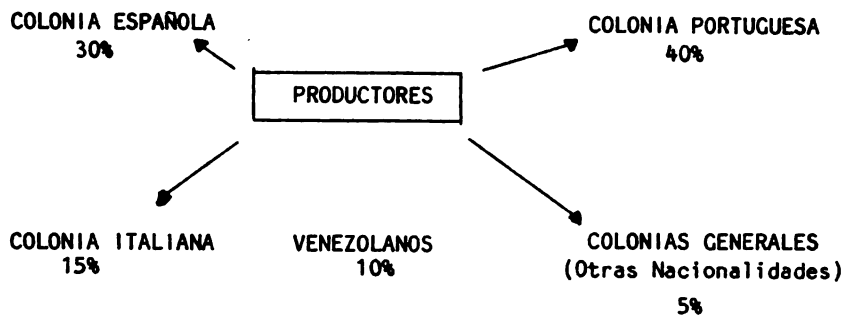 COLONIA ESPAÑOLA
30%
COLONIA PORTUGUESA
40%
PRODUCTORES
COLONIA ITALIANA
15%
VENEZOLANOS
10%
COLONIAS GENERALES
(Otras Nacionalidades)
5%